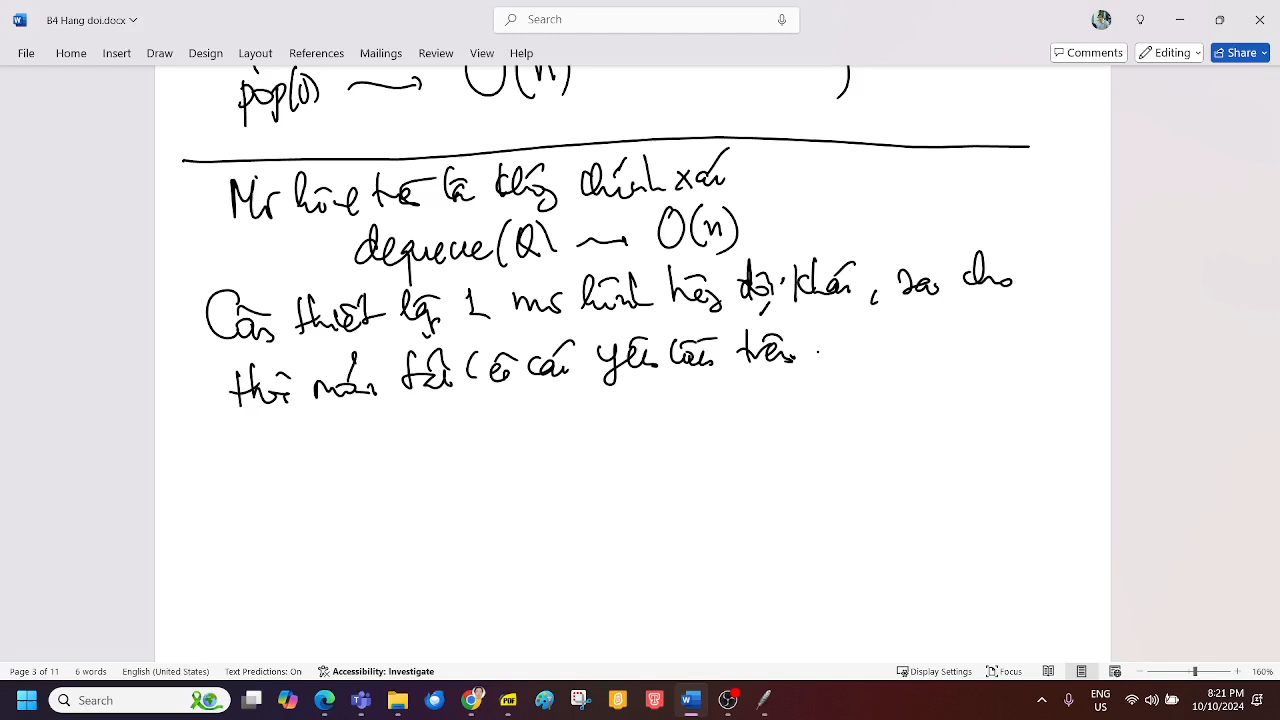 B4 Hang doi.docx
Search
File Home Insert Draw Design Layout References Mailings Review View Help
Comments Editing Share
pop(0) ⟿ O(n) )
Mô hình trên là không chính xác
dequeue(Q) ⟿ O(n)
Cần thiết lập 1 mô hình hàng đợi khác, sao cho
thoả mãn tất cả các yêu cầu trên.
Page 3 of 11 6 words English (United States) Text Predictions: On Accessibility: Investigate Display Settings Focus 160%
Search
ENG US 8:21 PM 10/10/2024